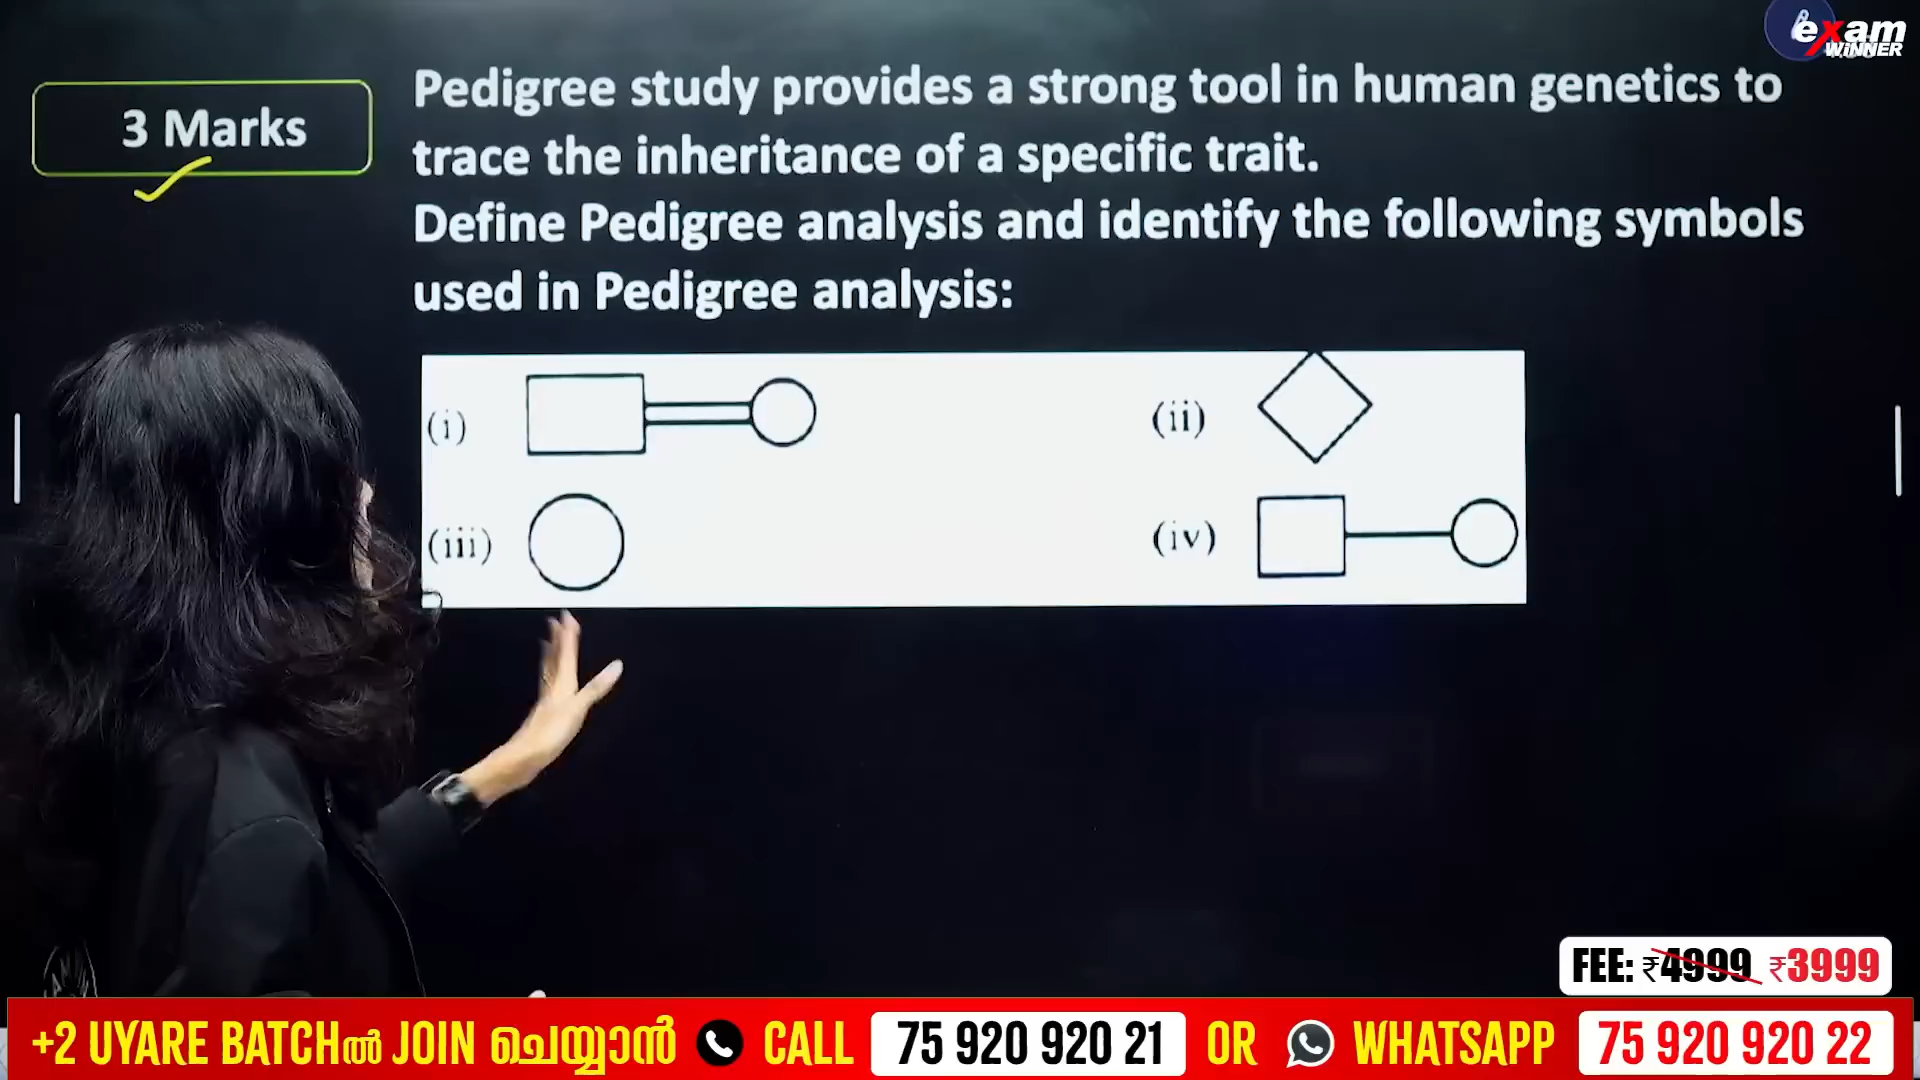 exam
WINNER
3 Marks
Pedigree study provides a strong tool in human genetics to
trace the inheritance of a specific trait.
Define Pedigree analysis and identify the following symbols
used in Pedigree analysis:
(i)
(ii)
(iii)
(iv)
FEE: ₹4999 ₹3999
+2 UYARE BATCHൽ JOIN ചെയ്യാൻ CALL 75 920 920 21 OR WHATSAPP 75 920 920 22